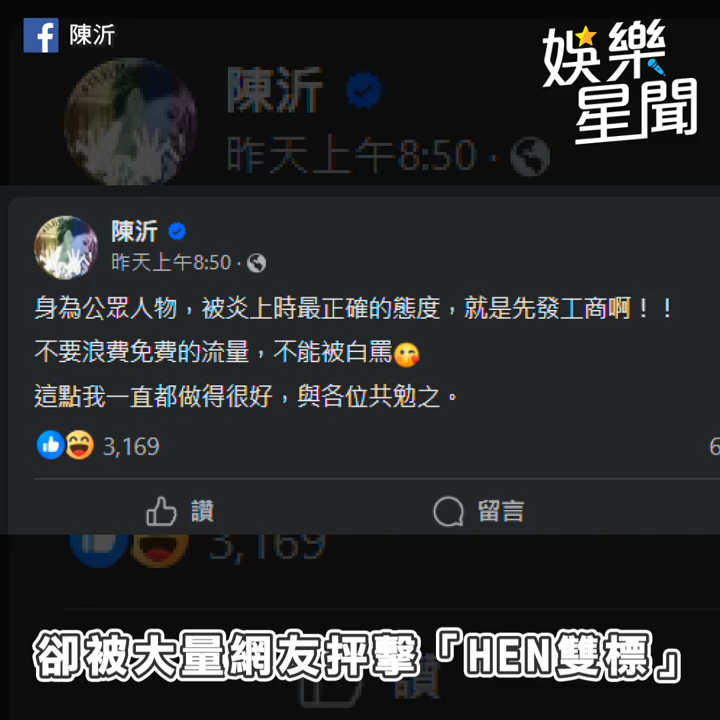 陳沂
娛樂
星聞
陳沂
昨天上午8:50 ·
陳沂
昨天上午8:50 ·
身為公眾人物，被炎上時最正確的態度，就是先發工商啊！！
不要浪費免費的流量，不能被白罵
這點我一直都做得很好，與各位共勉之。
3,169
6
讚
留言
3,169
卻被大量網友抨擊「HEN雙標」
讚